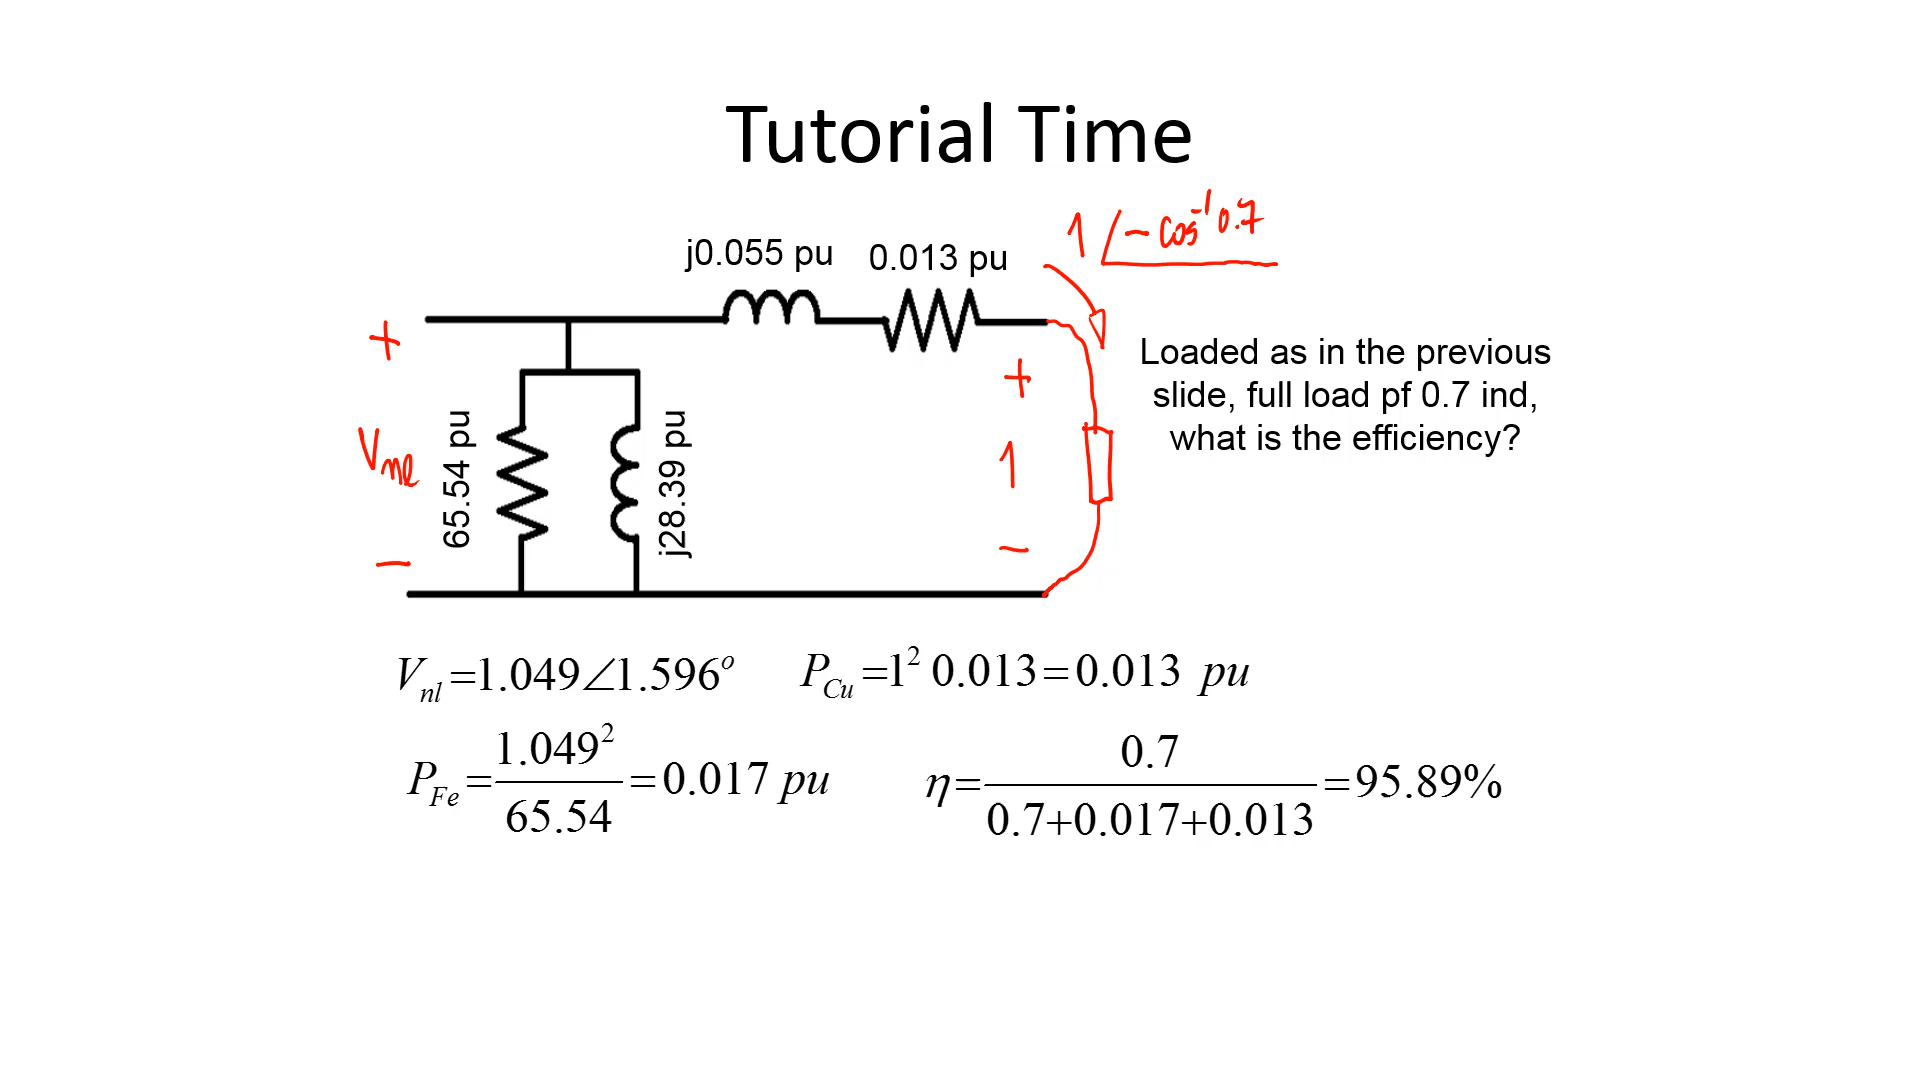 Tutorial Time
1∠-cos⁻¹0.7
j0.055 pu 0.013 pu
+
+
Loaded as in the previous
slide, full load pf 0.7 ind,
what is the efficiency?
Vnl
65.54 pu
j28.39 pu
1
−
−
V_nl=1.049∠1.596° P_Cu=1² 0.013=0.013 pu
P_Fe=1.049²/65.54=0.017 pu η=0.7/(0.7+0.017+0.013)=95.89%